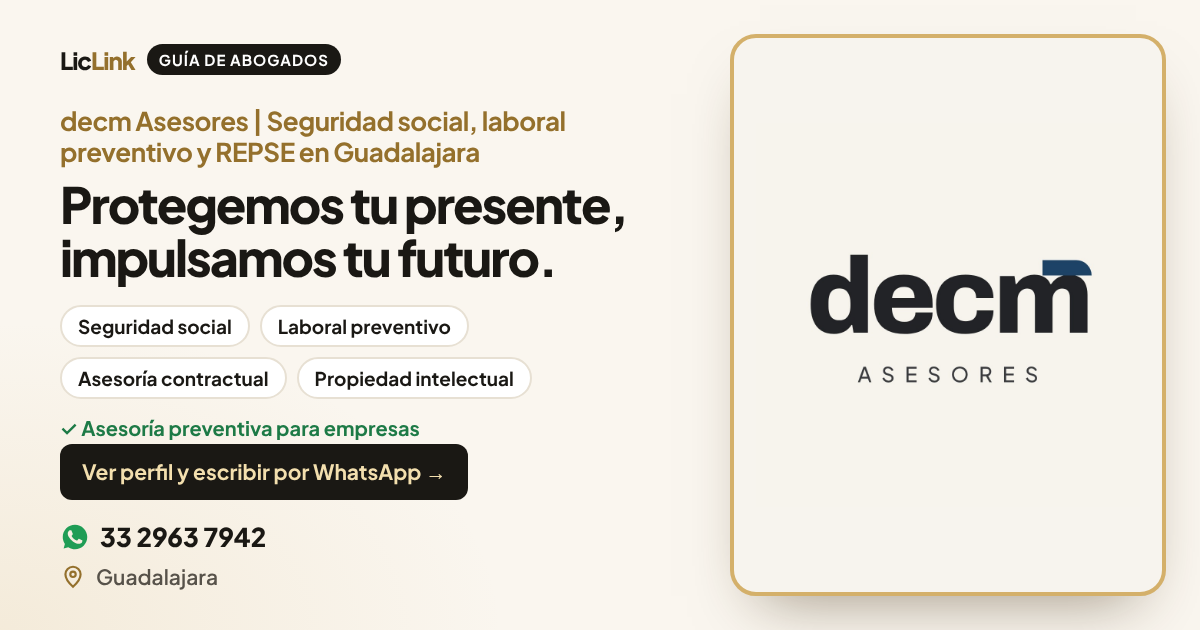 LicLink GUÍA DE ABOGADOS
decm Asesores | Seguridad social, laboral
preventivo y REPSE en Guadalajara
Protegemos tu presente,
impulsamos tu futuro.
Seguridad social Laboral preventivo
Asesoría contractual Propiedad intelectual
✓ Asesoría preventiva para empresas
Ver perfil y escribir por WhatsApp →
33 2963 7942
Guadalajara
decm
ASESORES